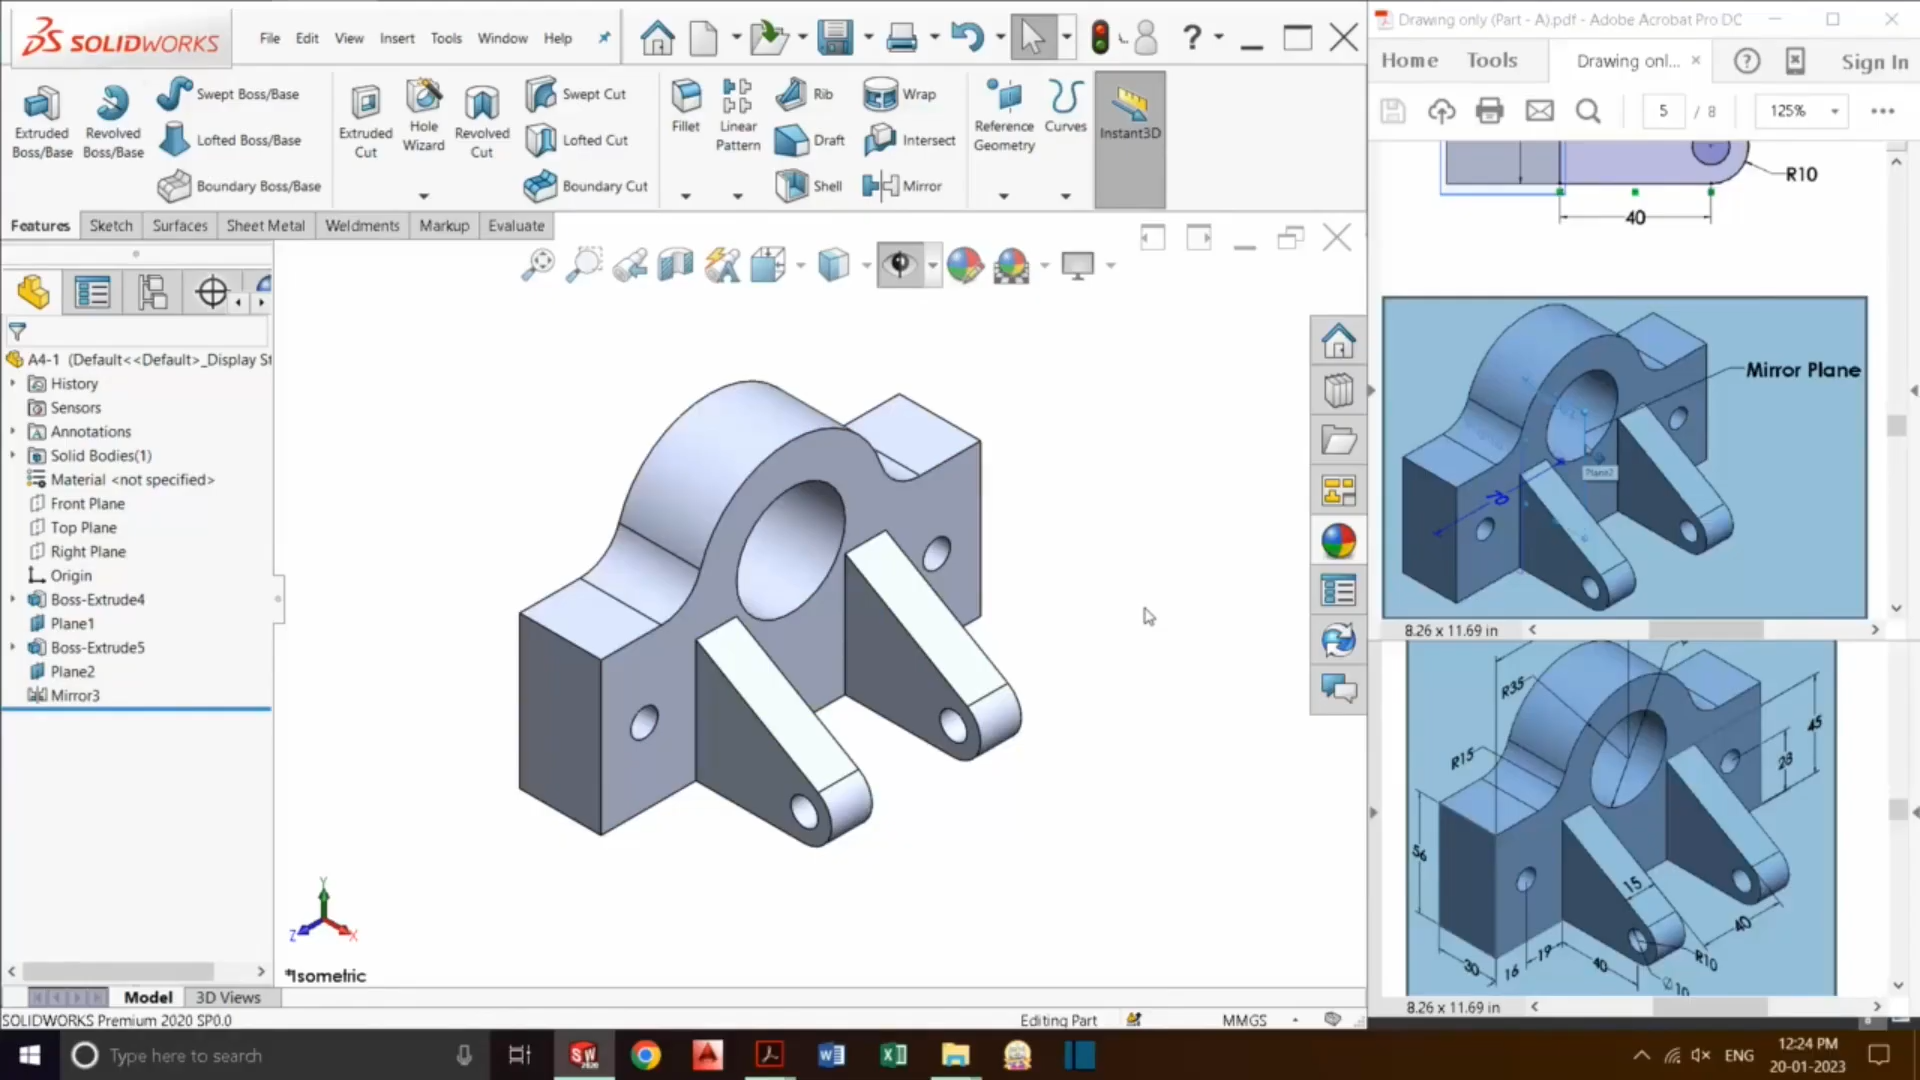 SOLIDWORKS
File Edit View Insert Tools Window Help
Drawing only (Part - A).pdf - Adobe Acrobat Pro DC
Home Tools Drawing onl... Sign In
5 / 8 125%
Extruded Boss/Base
Revolved Boss/Base
Swept Boss/Base
Lofted Boss/Base
Boundary Boss/Base
Extruded Cut
Hole Wizard
Revolved Cut
Swept Cut
Lofted Cut
Boundary Cut
Fillet
Linear Pattern
Rib
Draft
Shell
Wrap
Intersect
Mirror
Reference Geometry
Curves
Instant3D
Features Sketch Surfaces Sheet Metal Weldments Markup Evaluate
A4-1 (Default<<Default>_Display St
History
Sensors
Annotations
Solid Bodies(1)
Material <not specified>
Front Plane
Top Plane
Right Plane
Origin
Boss-Extrude4
Plane1
Boss-Extrude5
Plane2
Mirror3
Y
Z
X
*Isometric
Model 3D Views
SOLIDWORKS Premium 2020 SP0.0
Editing Part
MMGS
R10
40
Mirror Plane
Plane2
8.26 x 11.69 in
R35
R15
45
28
56
15
40
R10
30
16
19
40
∅10
8.26 x 11.69 in
Type here to search
ENG
12:24 PM
20-01-2023